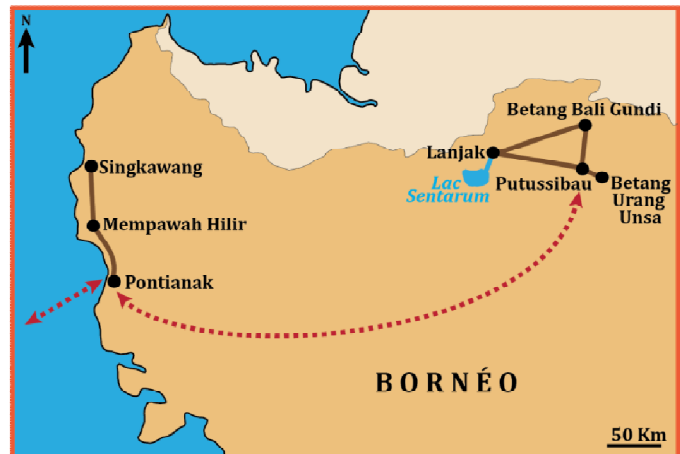 N
Betang Bali Gundi
Lanjak
Singkawang
Lac
Sentarum
Putussibau
Betang
Urang
Unsa
Mempawah Hilir
Pontianak
BORNÉO
50 Km